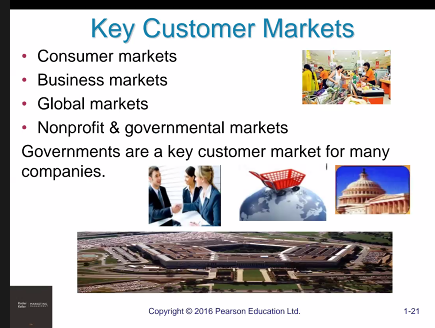 Key Customer Markets
• Consumer markets
• Business markets
• Global markets
• Nonprofit & governmental markets
Governments are a key customer market for many
companies.
Copyright © 2016 Pearson Education Ltd.
1-21